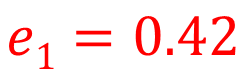 e₁ = 0.42